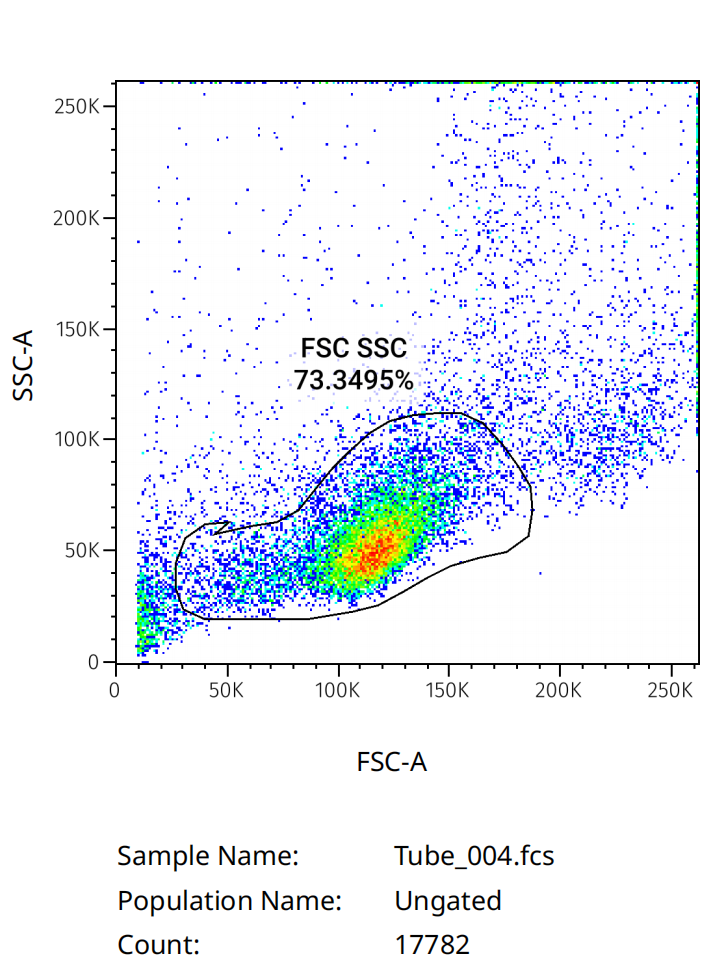 250K
200K
150K
100K
50K
0
SSC-A
FSC SSC
73.3495%
0 50K 100K 150K 200K 250K
FSC-A
Sample Name: Tube_004.fcs
Population Name: Ungated
Count: 17782